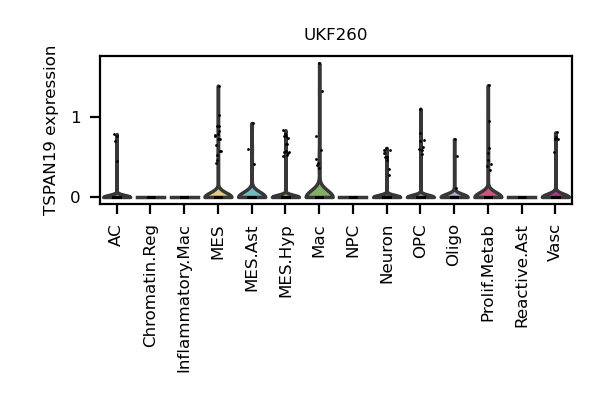 UKF260
TSPAN19 expression
1
0
AC
Chromatin.Reg
Inflammatory.Mac
MES
MES.Ast
MES.Hyp
Mac
NPC
Neuron
OPC
Oligo
Prolif.Metab
Reactive.Ast
Vasc